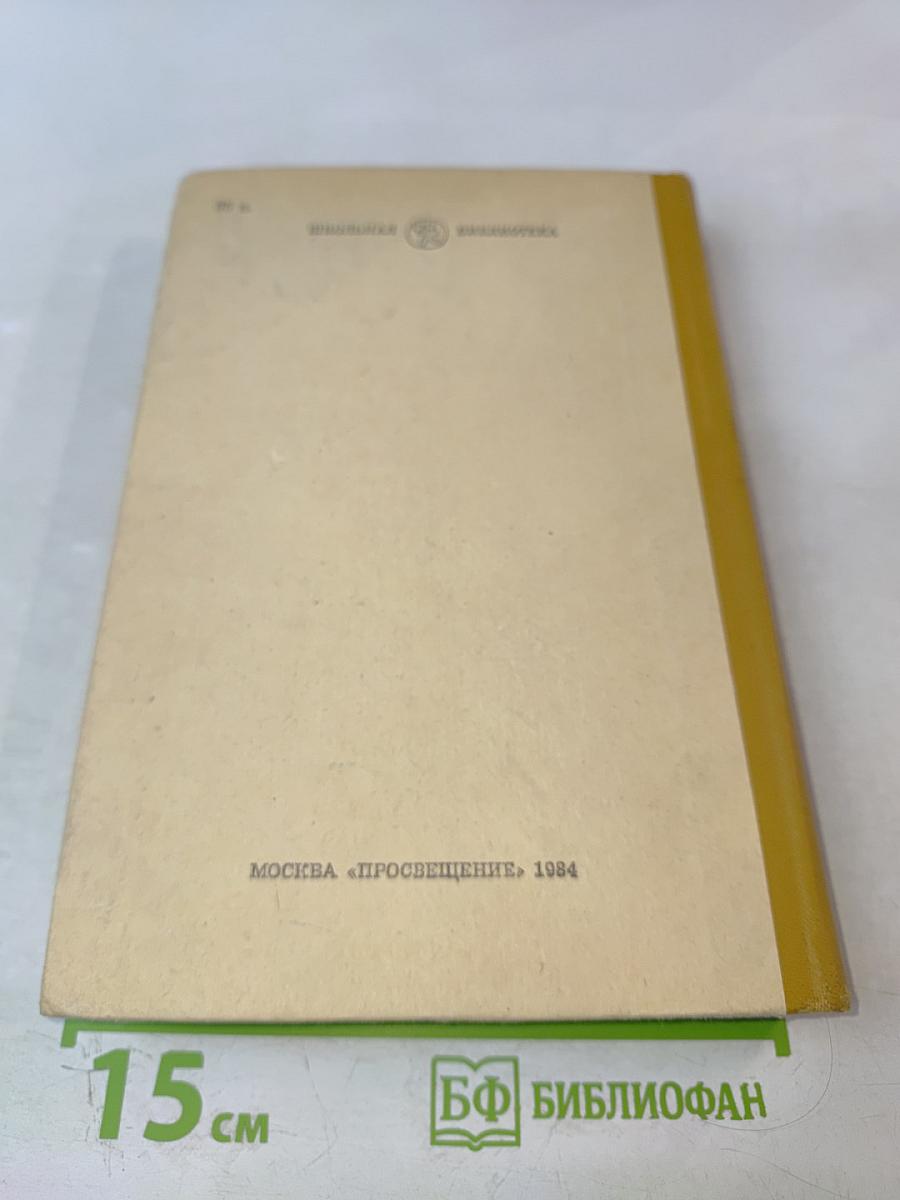 ШКОЛЬНАЯ БИБЛИОТЕКА
МОСКВА «ПРОСВЕЩЕНИЕ» 1984
15 см
БФ БИБЛИОФАН